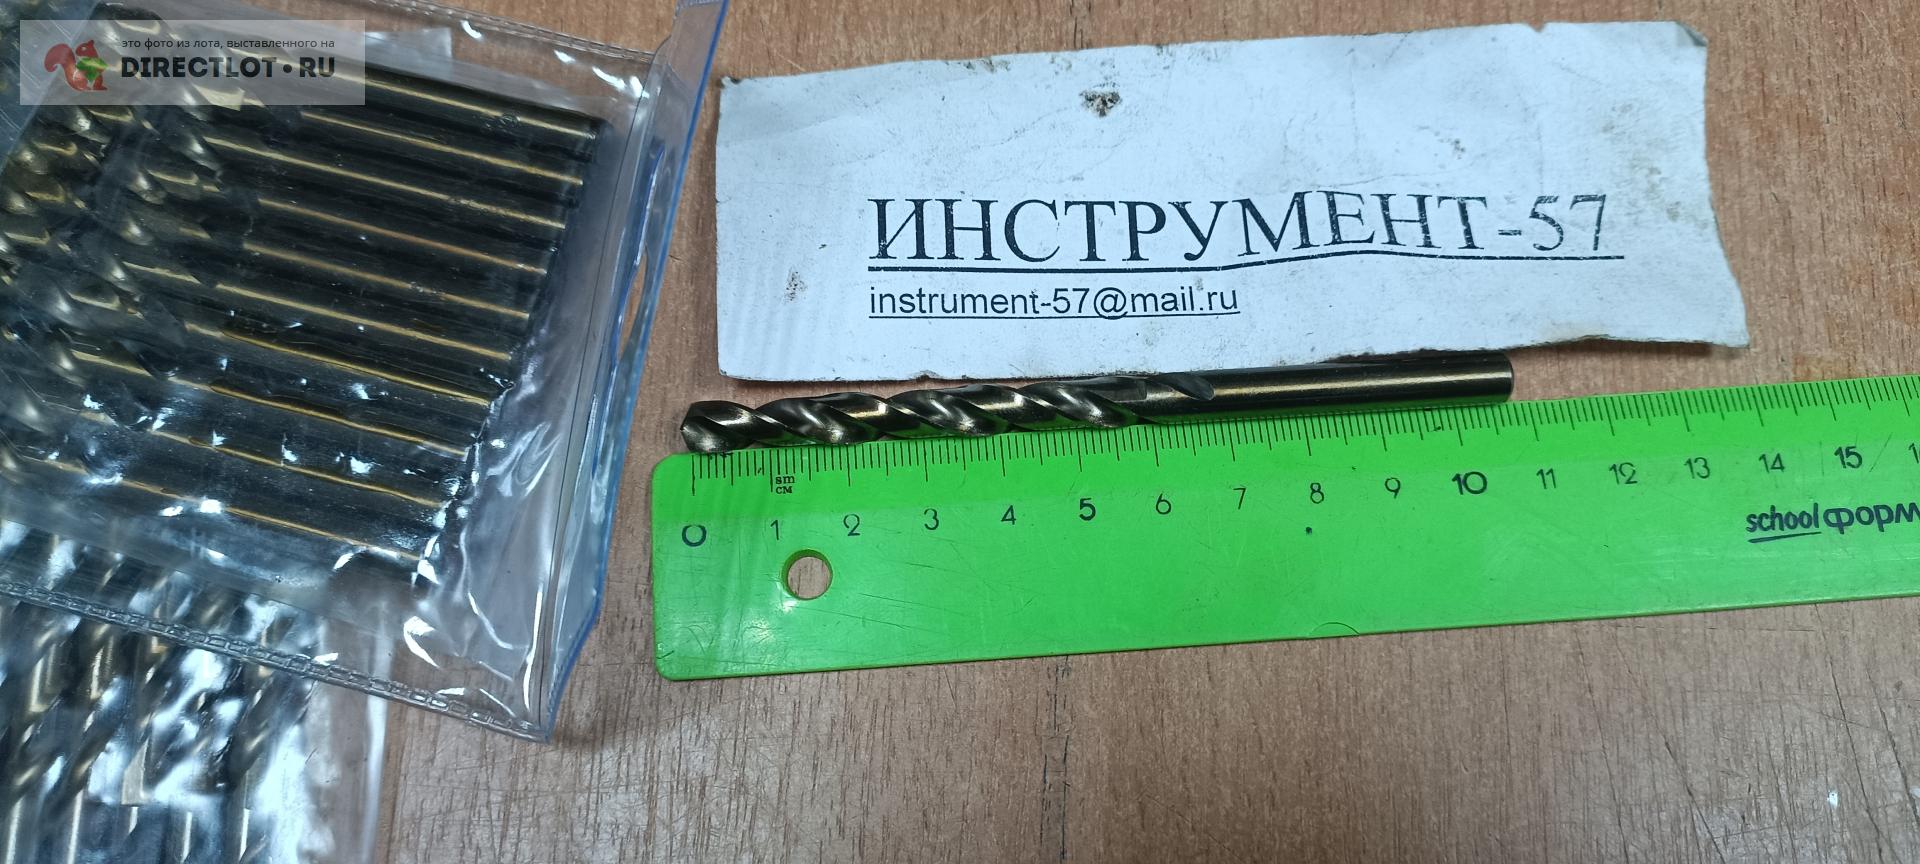 это фото из лота, выставленного на
DIRECTLOT•RU
ИНСТРУМЕНТ-57
instrument-57@mail.ru
sm
см
0 1 2 3 4 5 6 7 8 9 10 11 12 13 14 15
school форм